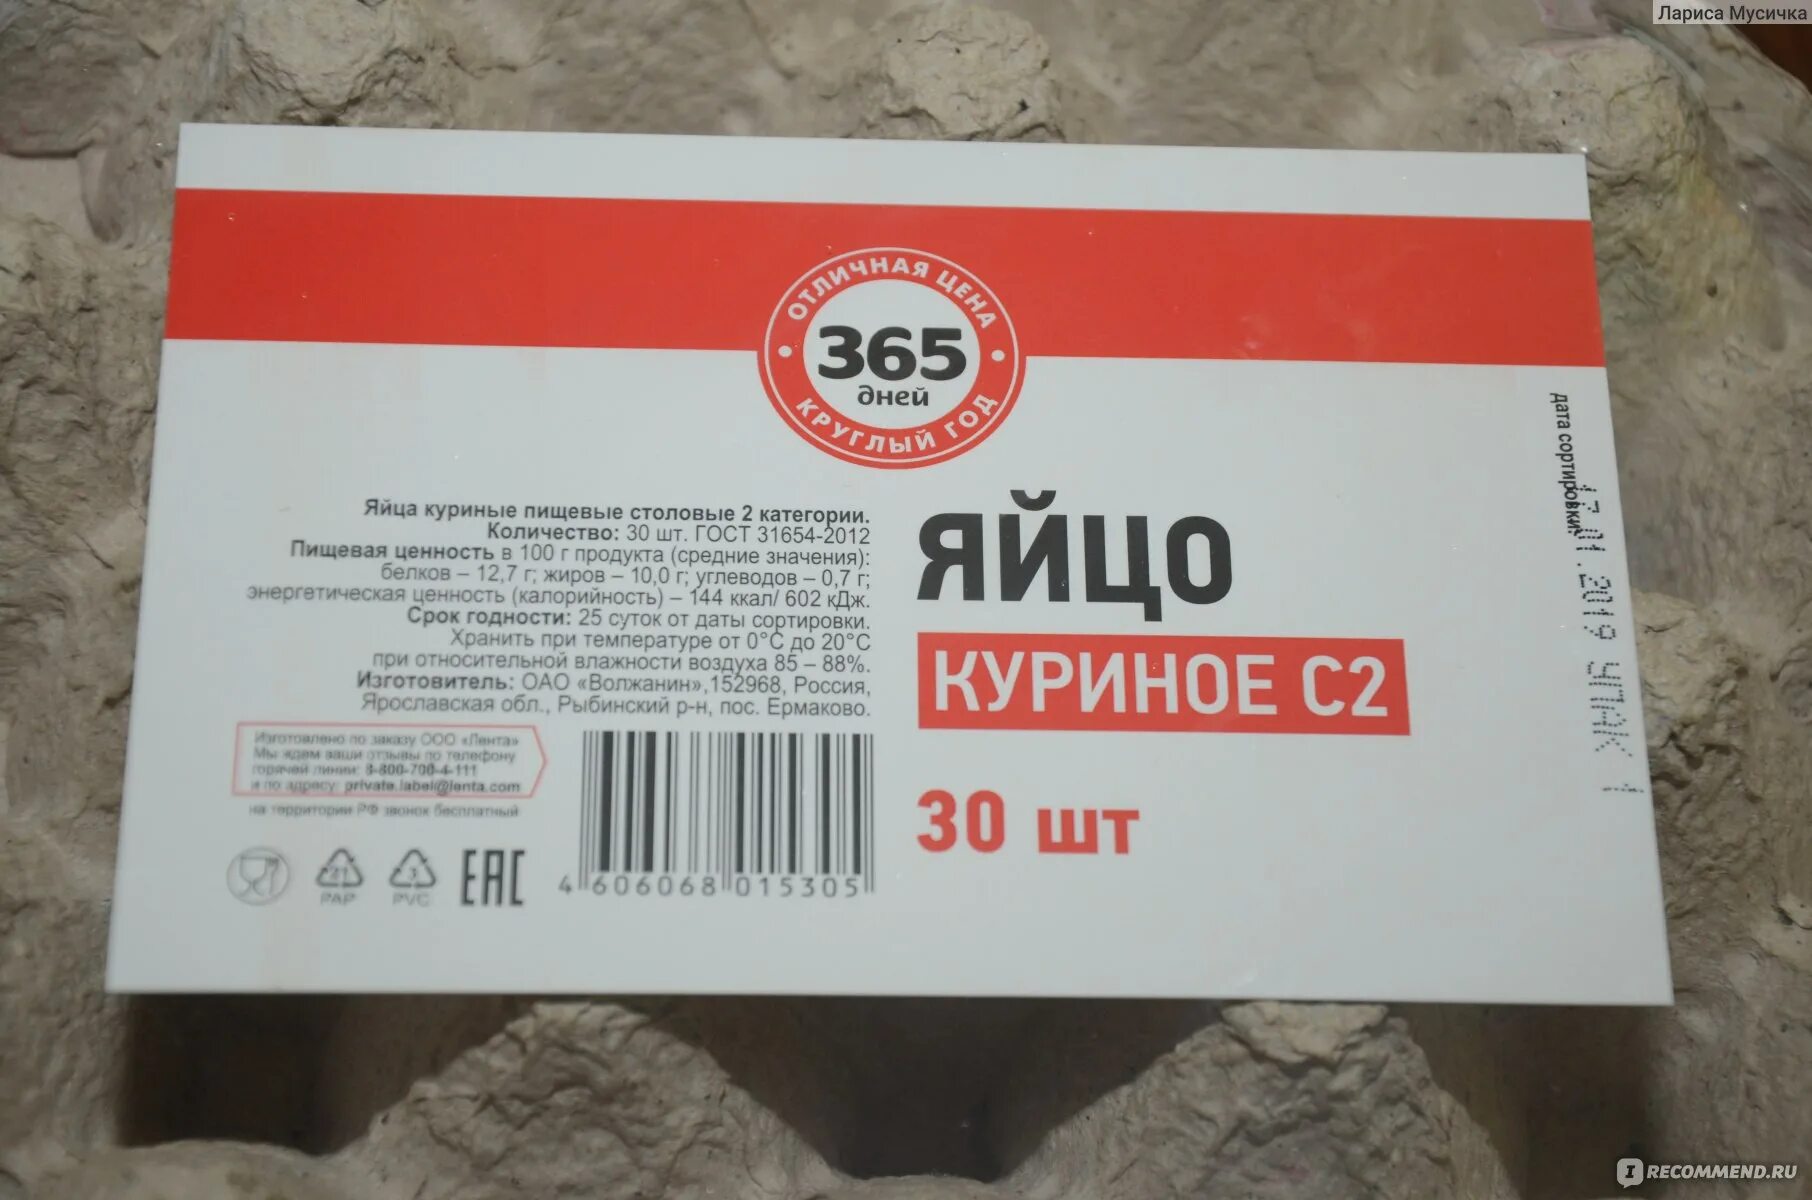 Лариса Мусичка
ОТЛИЧНАЯ ЦЕНА
365
дней
КРУГЛЫЙ ГОД
Яйца куриные пищевые столовые 2 категории.
Количество: 30 шт. ГОСТ 31654-2012
Пищевая ценность в 100 г продукта (средние значения):
белков – 12,7 г; жиров – 10,0 г; углеводов – 0,7 г;
энергетическая ценность (калорийность) – 144 ккал/ 602 кДж.
Срок годности: 25 суток от даты сортировки.
Хранить при температуре от 0°С до 20°С
при относительной влажности воздуха 85 – 88%.
Изготовитель: ОАО «Волжанин»,152968, Россия,
Ярославская обл., Рыбинский р-н, пос. Ермаково.
Изготовлено по заказу ООО «Лента»
Мы ждем ваши отзывы по телефону
горячей линии: 8-800-700-4-111
и по адресу: private.label@lenta.com
на территории РФ звонок бесплатный
21
PAP
3
PVC
EAC
4 606068 015305
ЯЙЦО
КУРИНОЕ С2
30 шт
дата сортировки:
.01.2019 УПАК
IRECOMMEND.RU